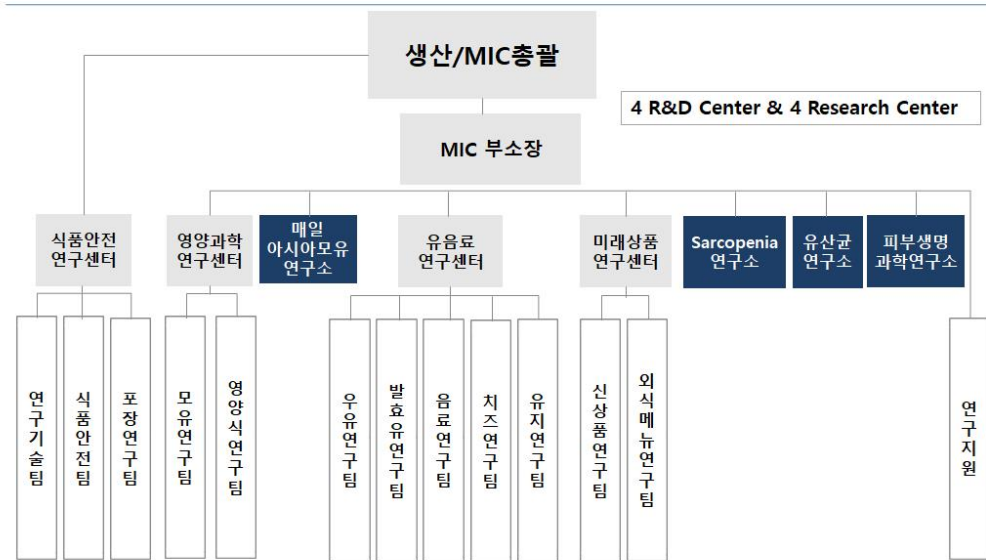 생산/MIC총괄
4 R&D Center & 4 Research Center
MIC 부소장
식품안전
연구센터
영양과학
연구센터
매일
아시아모유
연구소
유음료
연구센터
미래상품
연구센터
Sarcopenia
연구소
유산균
연구소
피부생명
과학연구소
연구기술팀
식품안전팀
포장연구팀
모유연구팀
영양식연구팀
우유연구팀
발효유연구팀
음료연구팀
치즈연구팀
유지연구팀
신상품연구팀
외식메뉴연구팀
연구지원